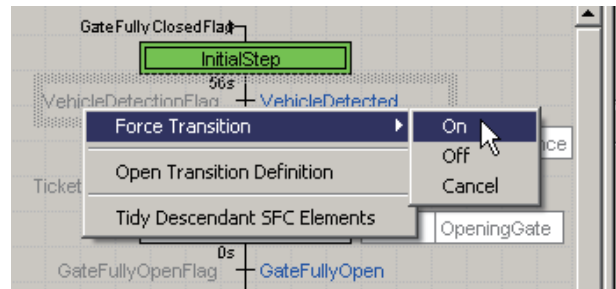 GateFullyClosedFlag
InitialStep
56s
VehicleDetectionFlag VehicleDetected
Force Transition On
Off
Open Transition Definition
Cancel
Ticket
Tidy Descendant SFC Elements
OpeningGate
0s
GateFullyOpenFlag GateFullyOpen